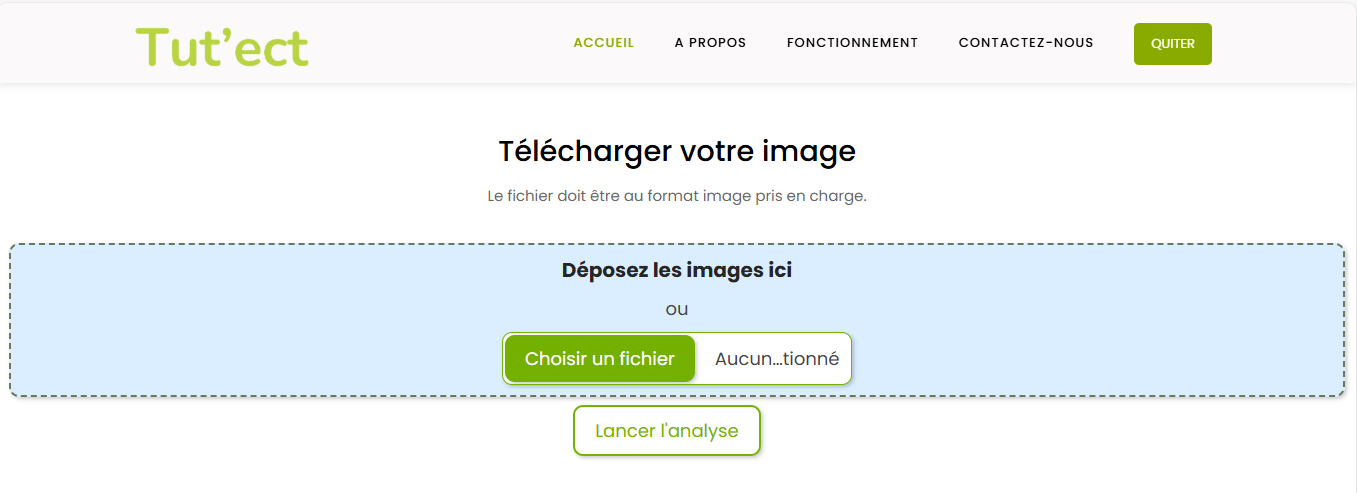 Tut'ect ACCUEIL A PROPOS FONCTIONNEMENT CONTACTEZ-NOUS QUITER
Télécharger votre image
Le fichier doit être au format image pris en charge.
Déposez les images ici
ou
Choisir un fichier Aucun...tionné
Lancer l'analyse